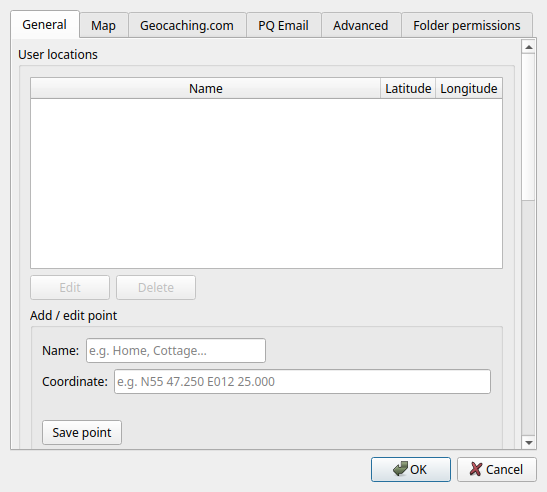 General Map Geocaching.com PQ Email Advanced Folder permissions
User locations
Name Latitude Longitude
Edit Delete
Add / edit point
Name: e.g. Home, Cottage...
Coordinate: e.g. N55 47.250 E012 25.000
Save point
OK Cancel